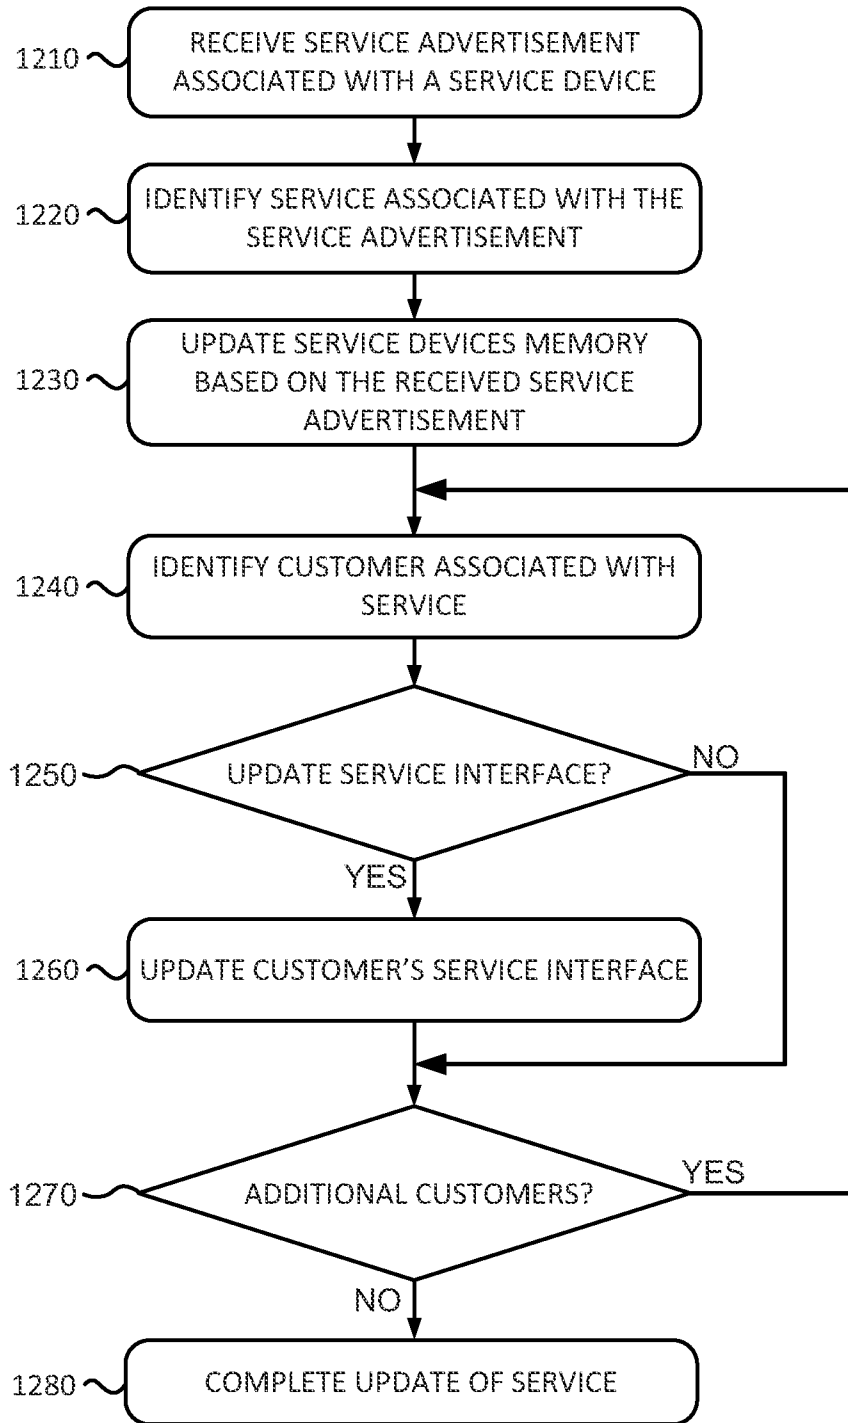 1210
RECEIVE SERVICE ADVERTISEMENT
ASSOCIATED WITH A SERVICE DEVICE
1220
IDENTIFY SERVICE ASSOCIATED WITH THE
SERVICE ADVERTISEMENT
1230
UPDATE SERVICE DEVICES MEMORY
BASED ON THE RECEIVED SERVICE
ADVERTISEMENT
1240
IDENTIFY CUSTOMER ASSOCIATED WITH
SERVICE
1250
UPDATE SERVICE INTERFACE?
NO
YES
1260
UPDATE CUSTOMER'S SERVICE INTERFACE
1270
ADDITIONAL CUSTOMERS?
YES
NO
1280
COMPLETE UPDATE OF SERVICE